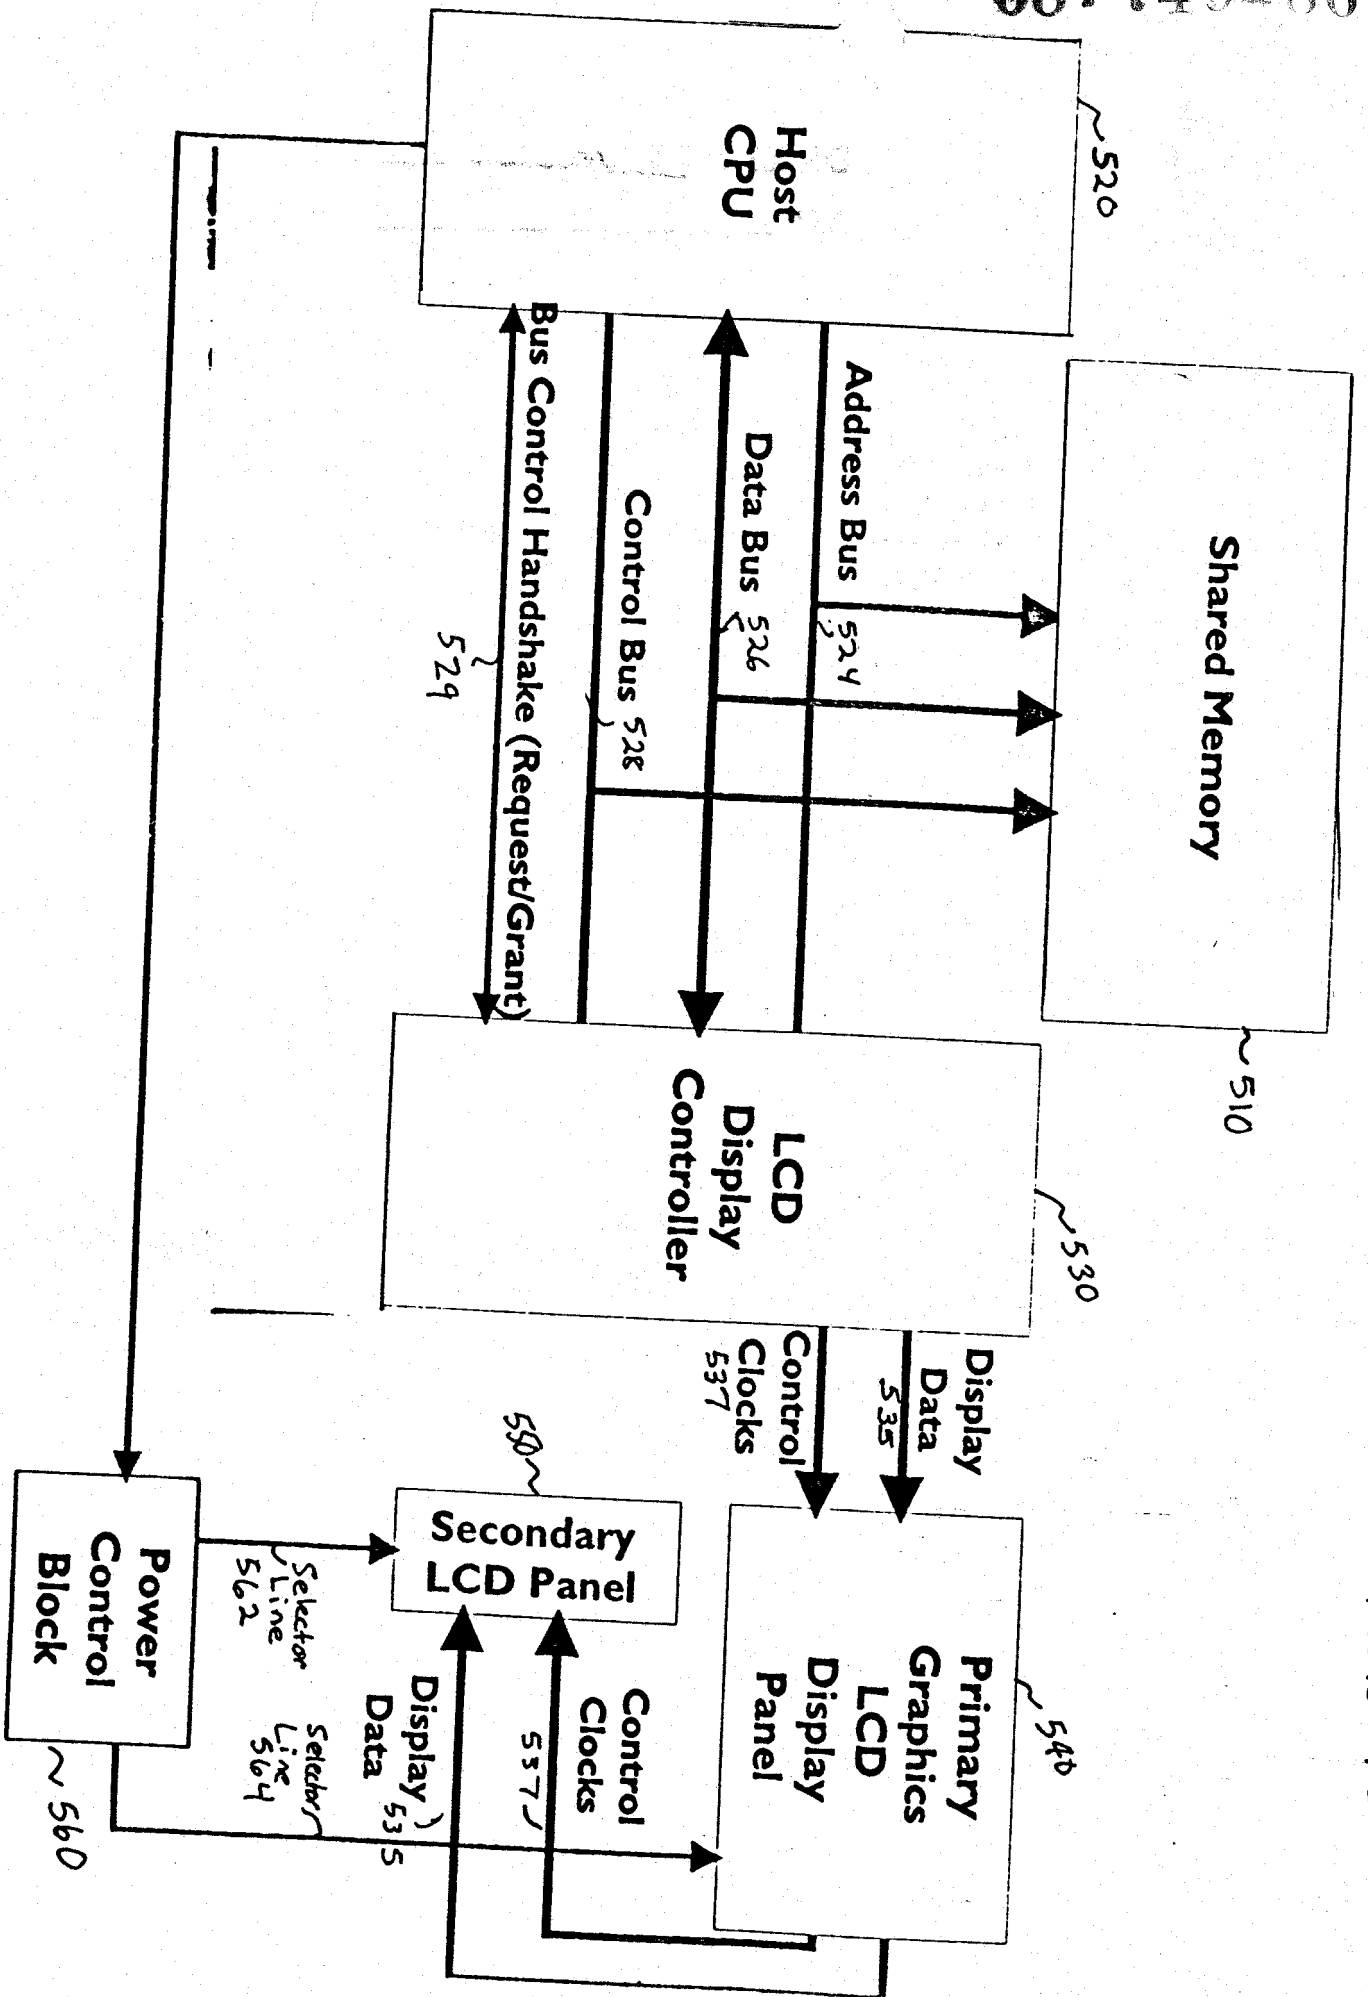 Shared Memory
510
Host
CPU
520
Address Bus
524
Data Bus 526
Control Bus 528
Bus Control Handshake (Request/Grant)
529
LCD
Display
Controller
530
Display
Data
535
Control
Clocks
537
Primary
Graphics
LCD
Display
Panel
540
550
Secondary
LCD Panel
Control
Clocks
537
Display
Data 535
Selector
Line
562
Selector
Line
564
Power
Control
Block
560